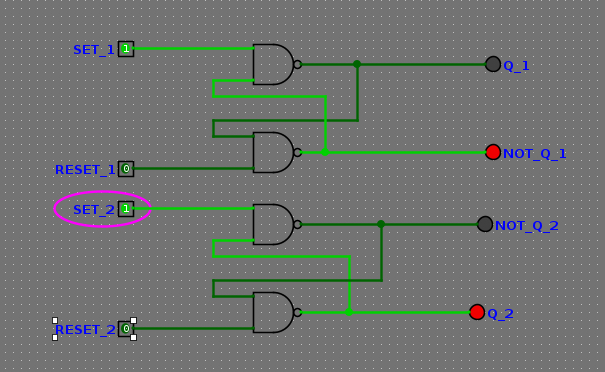 SET_1 1
Q_1
NOT_Q_1
RESET_1 0
SET_2 1
NOT_Q_2
Q_2
RESET_2 0